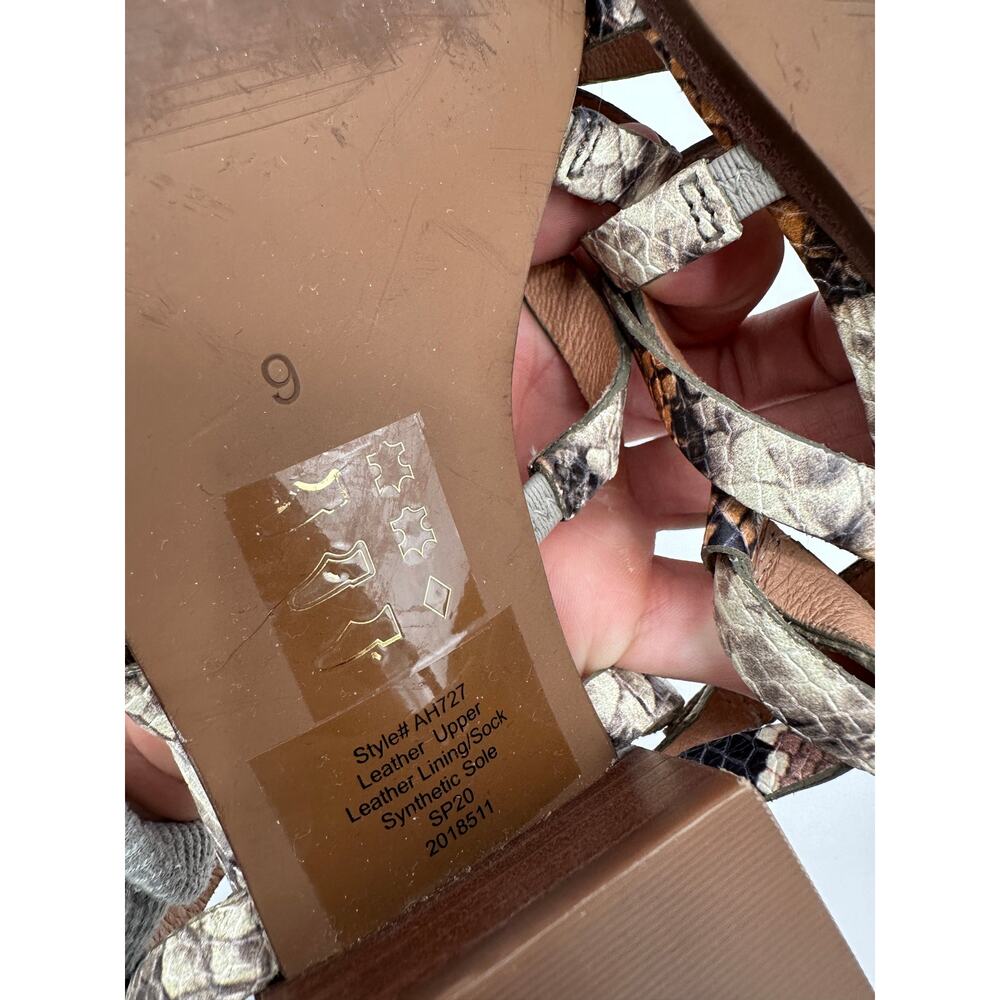 9
Style# AH727
Leather Upper
Leather Lining/Sock
Synthetic Sole
SP20
2018511